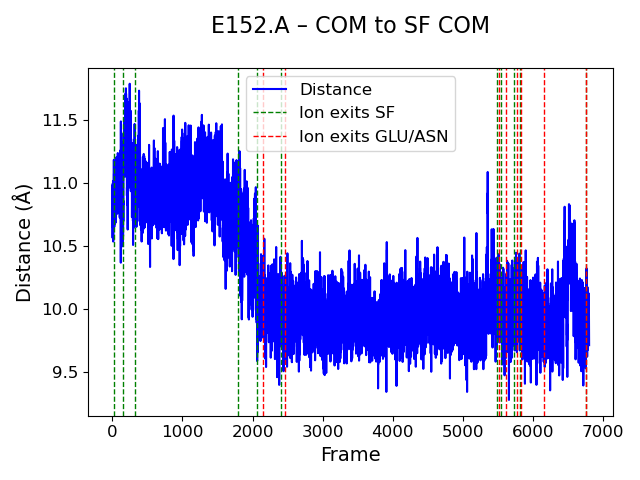 E152.A – COM to SF COM
Distance
Ion exits SF
Ion exits GLU/ASN
Distance (Å)
11.5
11.0
10.5
10.0
9.5
0 1000 2000 3000 4000 5000 6000 7000
Frame